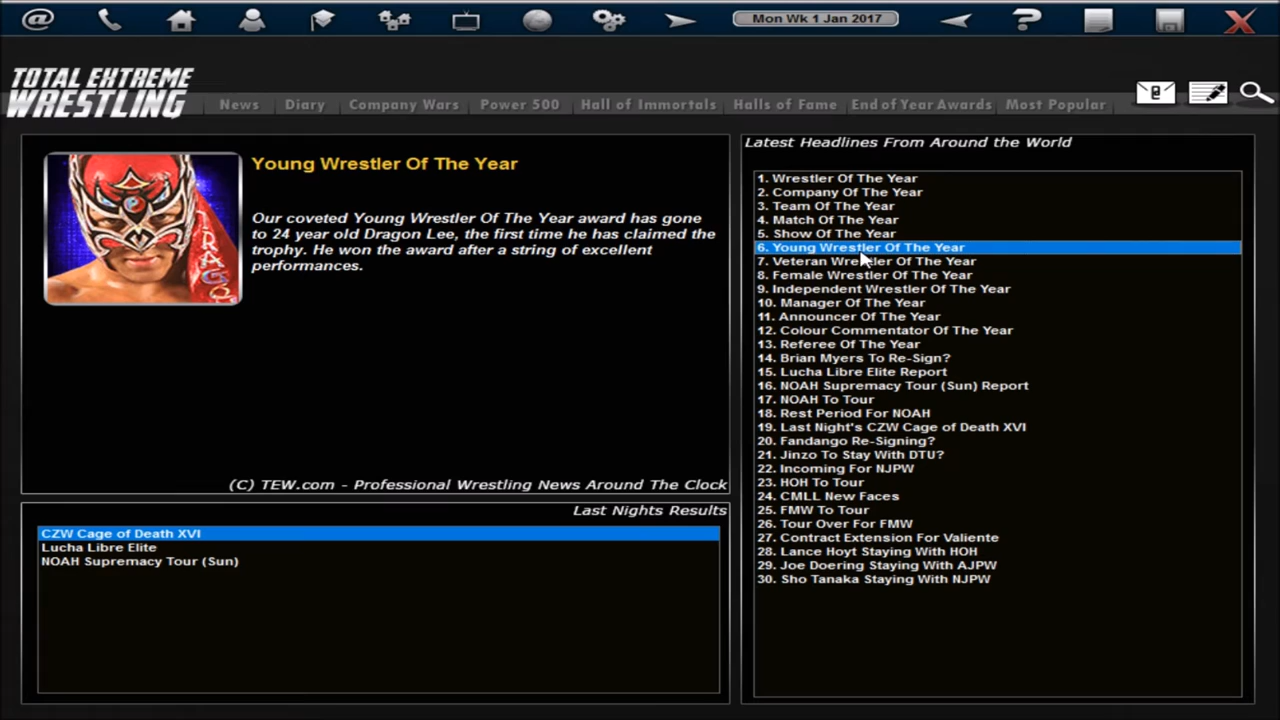 Mon Wk 1 Jan 2017
TOTAL EXTREME
WRESTLING
News
Diary
Company Wars
Power 500
Hall of Immortals
Halls of Fame
End of Year Awards
Most Popular
Young Wrestler Of The Year
Our coveted Young Wrestler Of The Year award has gone
to 24 year old Dragon Lee, the first time he has claimed the
trophy. He won the award after a string of excellent
performances.
(C) TEW.com - Professional Wrestling News Around The Clock
Last Nights Results
CZW Cage of Death XVI
Lucha Libre Elite
NOAH Supremacy Tour (Sun)
Latest Headlines From Around the World
1. Wrestler Of The Year
2. Company Of The Year
3. Team Of The Year
4. Match Of The Year
5. Show Of The Year
6. Young Wrestler Of The Year
7. Veteran Wrestler Of The Year
8. Female Wrestler Of The Year
9. Independent Wrestler Of The Year
10. Manager Of The Year
11. Announcer Of The Year
12. Colour Commentator Of The Year
13. Referee Of The Year
14. Brian Myers To Re-Sign?
15. Lucha Libre Elite Report
16. NOAH Supremacy Tour (Sun) Report
17. NOAH To Tour
18. Rest Period For NOAH
19. Last Night's CZW Cage of Death XVI
20. Fandango Re-Signing?
21. Jinzo To Stay With DTU?
22. Incoming For NJPW
23. HOH To Tour
24. CMLL New Faces
25. FMW To Tour
26. Tour Over For FMW
27. Contract Extension For Valiente
28. Lance Hoyt Staying With HOH
29. Joe Doering Staying With AJPW
30. Sho Tanaka Staying With NJPW